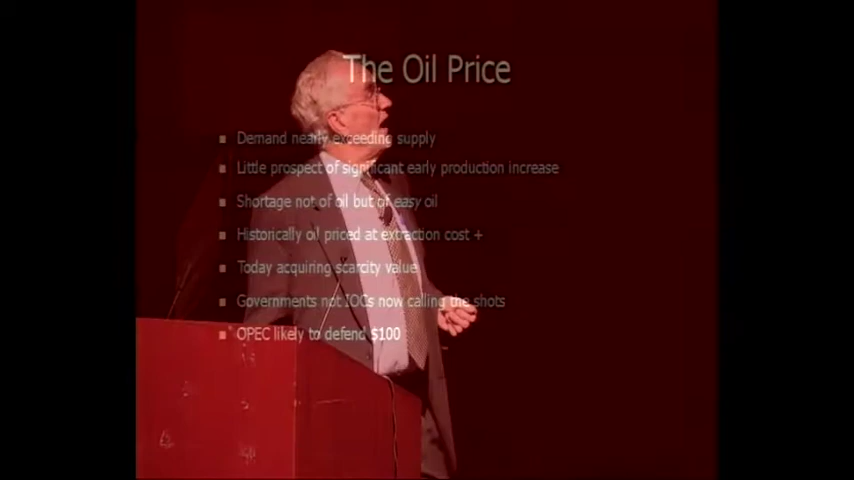 The Oil Price
Demand nearly exceeding supply
Little prospect of significant early production increase
Shortage not of oil but of easy oil
Historically oil priced at extraction cost +
Today acquiring scarcity value
Governments not IOCs now calling the shots
OPEC likely to defend $100